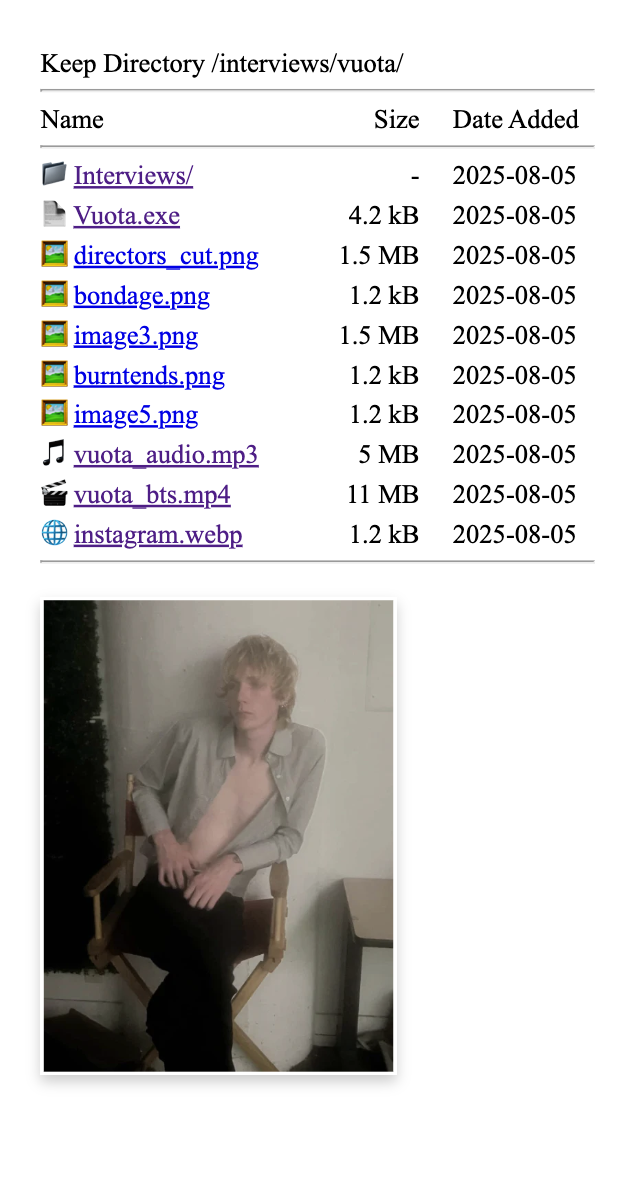 Keep Directory /interviews/vuota/
Name Size Date Added
Interviews/ - 2025-08-05
Vuota.exe 4.2 kB 2025-08-05
directors_cut.png 1.5 MB 2025-08-05
bondage.png 1.2 kB 2025-08-05
image3.png 1.5 MB 2025-08-05
burntends.png 1.2 kB 2025-08-05
image5.png 1.2 kB 2025-08-05
vuota_audio.mp3 5 MB 2025-08-05
vuota_bts.mp4 11 MB 2025-08-05
instagram.webp 1.2 kB 2025-08-05